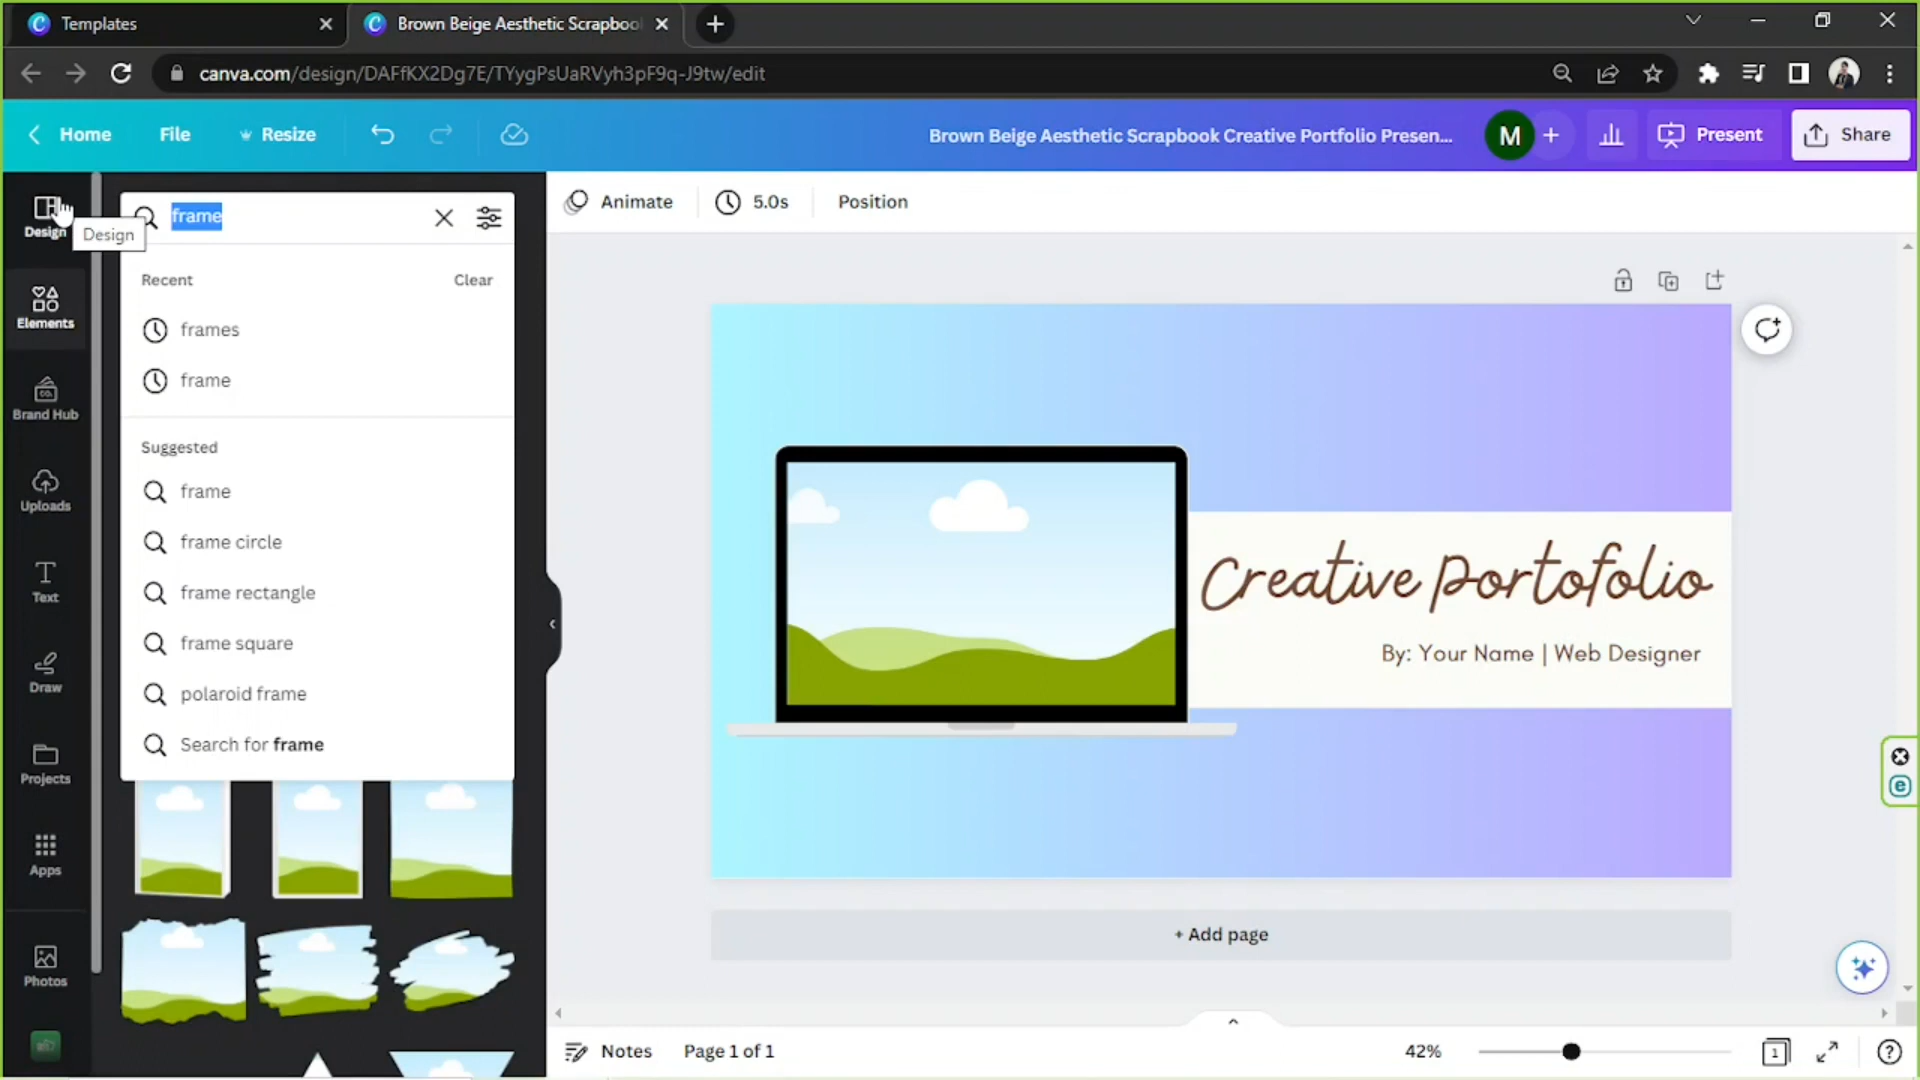 Templates
Brown Beige Aesthetic Scrapboo
canva.com/design/DAFfKX2Dg7E/TYygPsUaRVyh3pF9q-J9tw/edit
Home
File
Resize
Brown Beige Aesthetic Scrapbook Creative Portfolio Presen...
M
Present
Share
Design
Design
frame
Animate
5.0s
Position
Recent
Clear
frames
frame
Suggested
frame
frame circle
frame rectangle
frame square
polaroid frame
Search for frame
Elements
Brand Hub
Uploads
Text
Draw
Projects
Apps
Photos
Creative Portofolio
By: Your Name | Web Designer
+ Add page
Notes
Page 1 of 1
42%
1